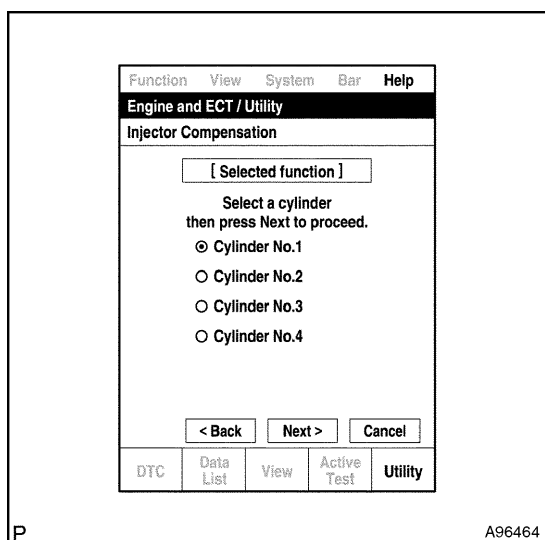 Function View System Bar Help
Engine and ECT / Utility
Injector Compensation
[ Selected function ]
Select a cylinder
then press Next to proceed.
Cylinder No.1
Cylinder No.2
Cylinder No.3
Cylinder No.4
< Back Next > Cancel
DTC Data List View Active Test Utility
P A96464